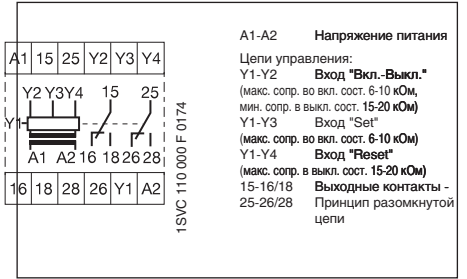 A1 15 25 Y2 Y3 Y4
Y2 Y3 Y4 15 25
Y1
A1 A2 16 18 26 28
16 18 28 26 Y1 A2
1SVC 110 000 F 0174
A1-A2 Напряжение питания
Цепи управления:
Y1-Y2 Вход "Вкл.-Выкл."
(макс. сопр. во вкл. сост. 6-10 кОм,
мин. сопр. в выкл. сост. 15-20 кОм)
Y1-Y3 Вход "Set"
(макс. сопр. во вкл. сост. 6-10 кОм)
Y1-Y4 Вход "Reset"
(макс. сопр. в выкл. сост. 15-20 кОм)
15-16/18 Выходные контакты -
25-26/28 Принцип разомкнутой
цепи